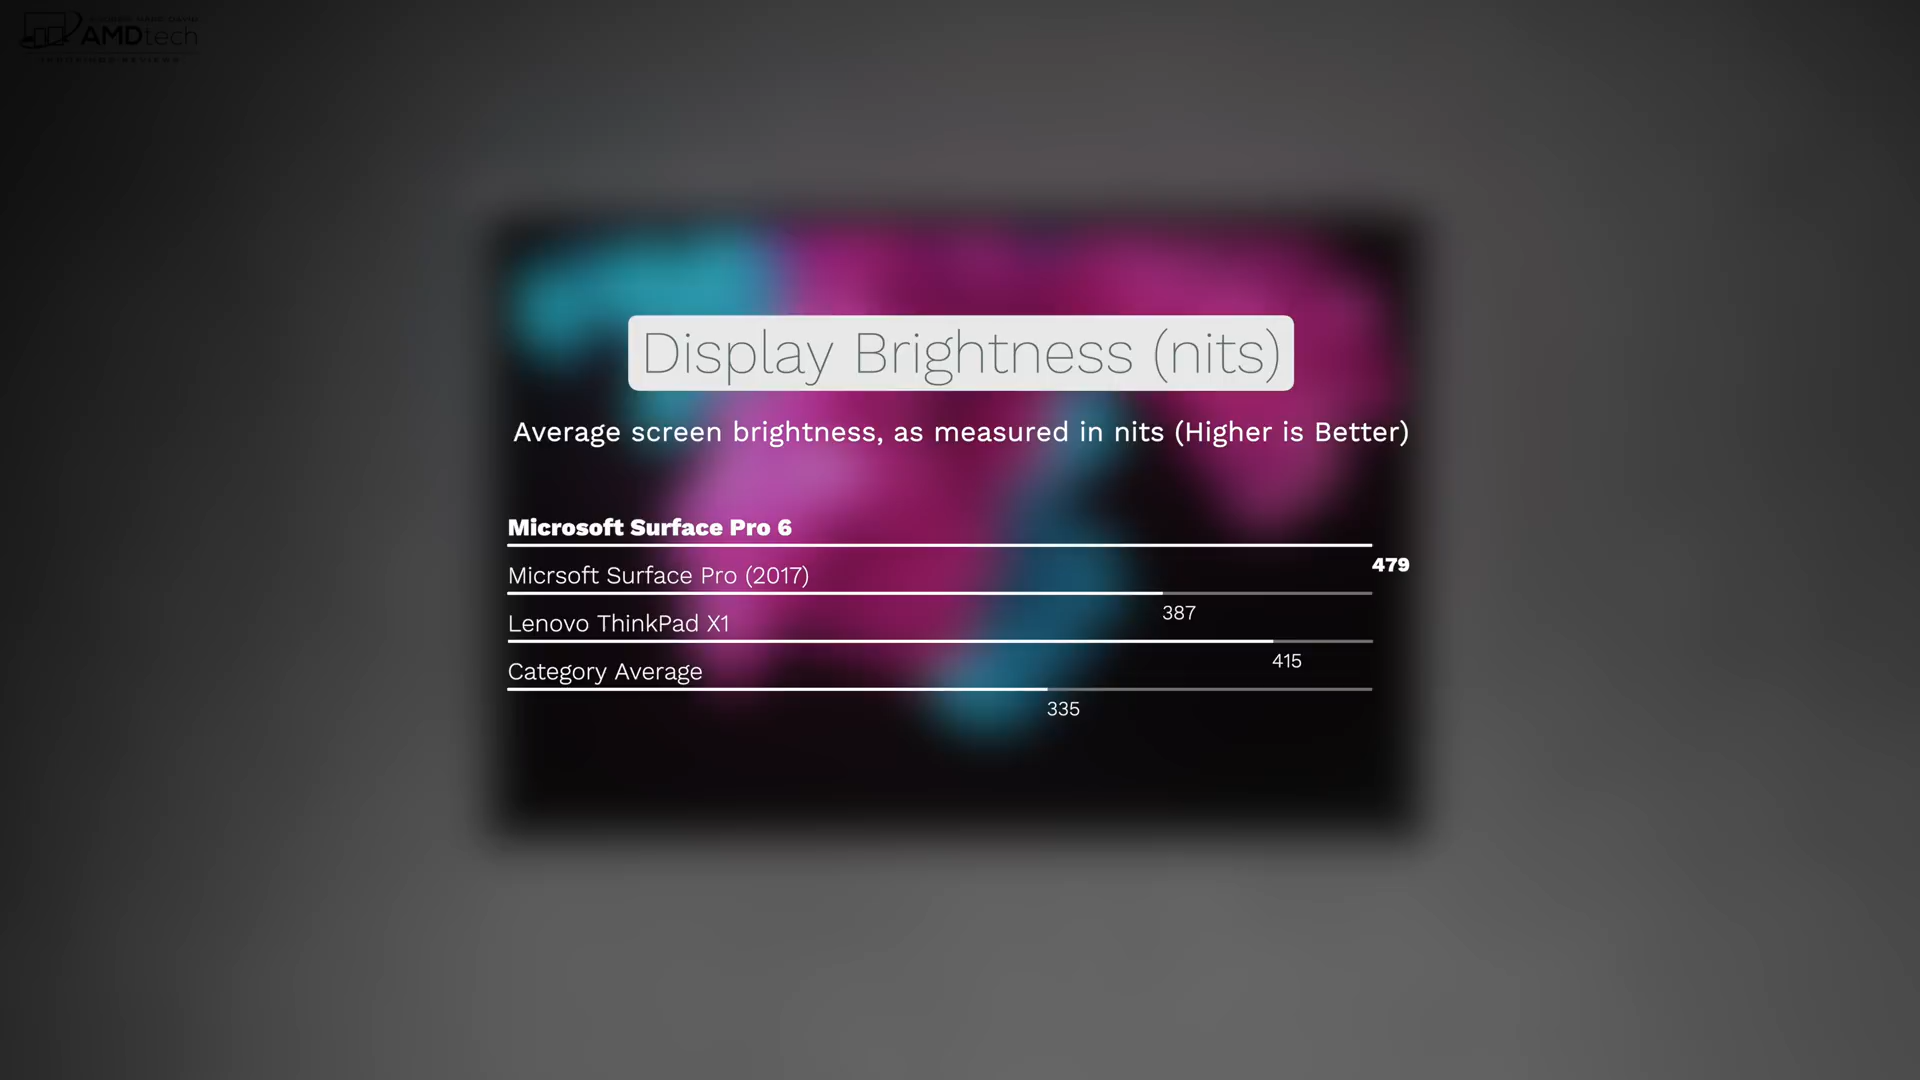 AMDtech
Display Brightness (nits)
Average screen brightness, as measured in nits (Higher is Better)
Microsoft Surface Pro 6
479
Micrsoft Surface Pro (2017)
387
Lenovo ThinkPad X1
415
Category Average
335